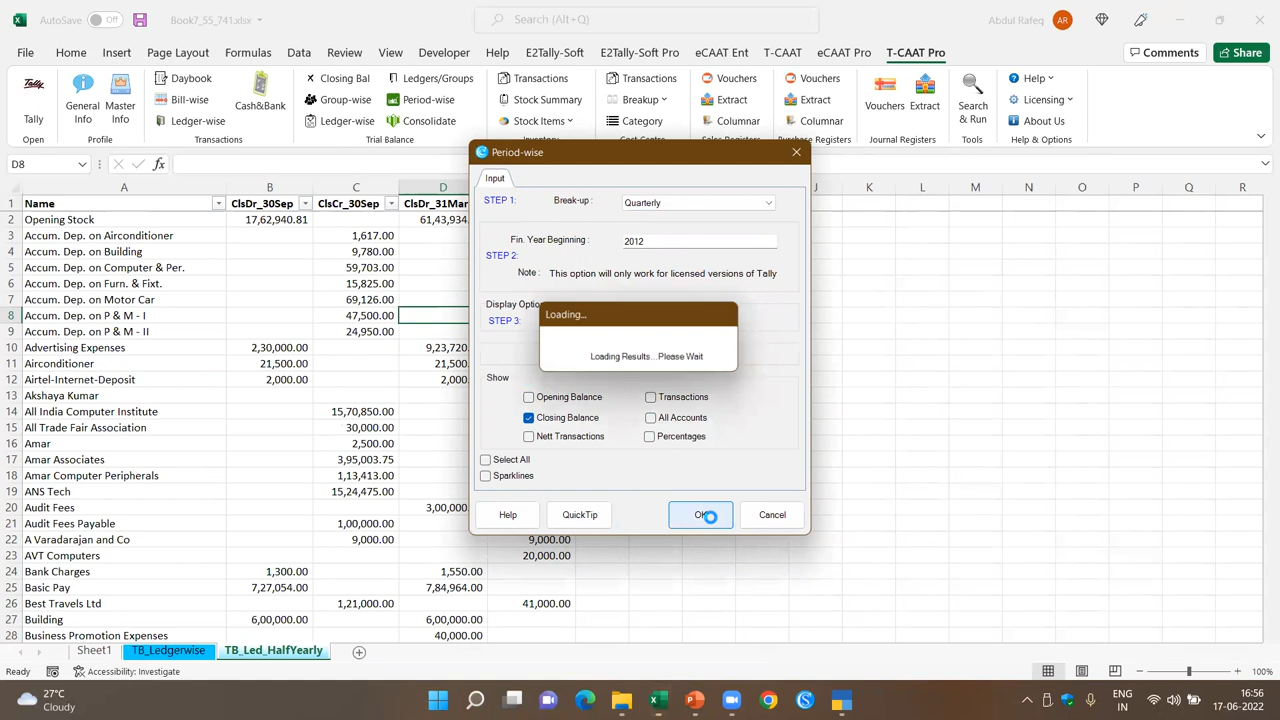 AutoSave Off Book7_55_741.xlsx Search (Alt+Q) Abdul Rafeq AR
File Home Insert Page Layout Formulas Data Review View Developer Help E2Tally-Soft E2Tally-Soft Pro eCAAT Ent T-CAAT eCAAT Pro T-CAAT Pro Comments Share
Tally Daybook Closing Bal Ledgers/Groups Transactions Transactions Vouchers Vouchers Help
Bill-wise Group-wise Period-wise Stock Summary Breakup Extract Extract Licensing
Tally General Info Master Info Ledger-wise Cash&Bank Ledger-wise Consolidate Stock Items Category Columnar Columnar Vouchers Extract Search & Run About Us
Open Profile Transactions Trial Balance Cost Centre Journal Registers Tools Help & Options
D8 fx
A B C D J K L M N O P Q R
1 Name ClsDr_30Sep ClsCr_30Sep ClsDr_31Mar
2 Opening Stock 17,62,940.81 61,43,934.
3 Accum. Dep. on Airconditioner 1,617.00
4 Accum. Dep. on Building 9,780.00
5 Accum. Dep. on Computer & Per. 59,703.00
6 Accum. Dep. on Furn. & Fixt. 15,825.00
7 Accum. Dep. on Motor Car 69,126.00
8 Accum. Dep. on P & M - I 47,500.00
9 Accum. Dep. on P & M - II 24,950.00
10 Advertising Expenses 2,30,000.00 9,23,720.
11 Airconditioner 21,500.00 21,500.
12 Airtel-Internet-Deposit 2,000.00 2,000.
13 Akshaya Kumar
14 All India Computer Institute 15,70,850.00
15 All Trade Fair Association 30,000.00
16 Amar 2,500.00
17 Amar Associates 3,95,003.75
18 Amar Computer Peripherals 1,13,413.00
19 ANS Tech 15,24,475.00
20 Audit Fees 3,00,000.
21 Audit Fees Payable 1,00,000.00
22 A Varadarajan and Co 9,000.00 9,000.00
23 AVT Computers 20,000.00
24 Bank Charges 1,300.00 1,550.00
25 Basic Pay 7,27,054.00 7,84,964.00
26 Best Travels Ltd 1,21,000.00 41,000.00
27 Building 6,00,000.00 6,00,000.00
28 Business Promotion Expenses 40,000.00
Period-wise
Input
STEP 1: Break-up: Quarterly
Fin. Year Beginning : 2012
STEP 2:
Note : This option will only work for licensed versions of Tally
Display Optio
STEP 3:
Loading...
Loading Results...Please Wait
Show
Opening Balance Transactions
Closing Balance All Accounts
Nett Transactions Percentages
Select All
Sparklines
Help QuickTip OK Cancel
Sheet1 TB_Ledgerwise TB_Led_HalfYearly
Ready Accessibility: Investigate 100%
27°C
Cloudy
ENG
IN
16:56
17-06-2022